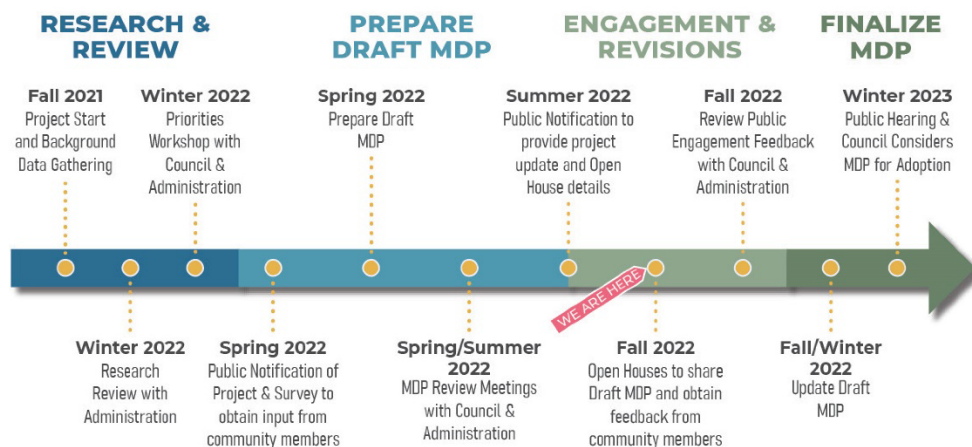 RESEARCH &
REVIEW
PREPARE
DRAFT MDP
ENGAGEMENT &
REVISIONS
FINALIZE
MDP
Fall 2021
Project Start
and Background
Data Gathering
Winter 2022
Priorities
Workshop with
Council &
Administration
Spring 2022
Prepare Draft
MDP
Summer 2022
Public Notification to
provide project
update and Open
House details
Fall 2022
Review Public
Engagement Feedback
with Council &
Administration
Winter 2023
Public Hearing &
Council Considers
MDP for Adoption
WE ARE HERE
Winter 2022
Research
Review with
Administration
Spring 2022
Public Notification of
Project & Survey to
obtain input from
community members
Spring/Summer
2022
MDP Review Meetings
with Council &
Administration
Fall 2022
Open Houses to share
Draft MDP and obtain
feedback from
community members
Fall/Winter
2022
Update Draft
MDP